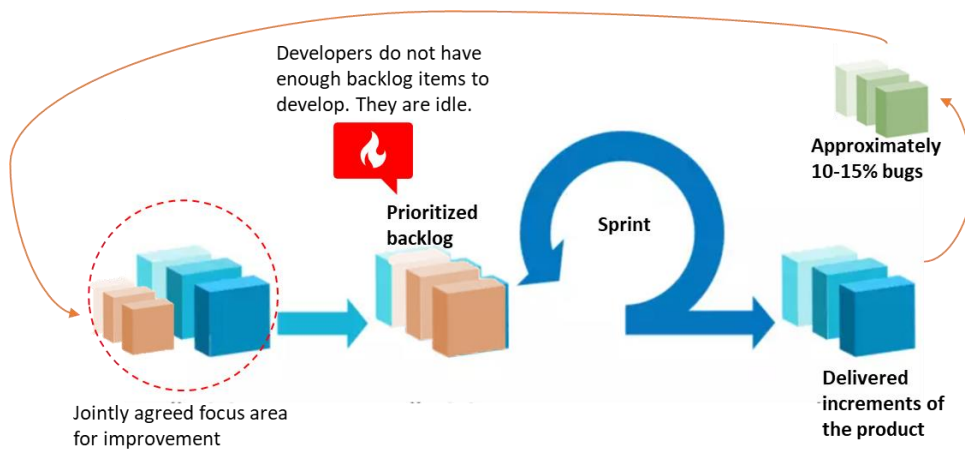 Developers do not have
enough backlog items to
develop. They are idle.
Approximately
10-15% bugs
Prioritized
backlog
Sprint
Jointly agreed focus area
for improvement
Delivered
increments of
the product